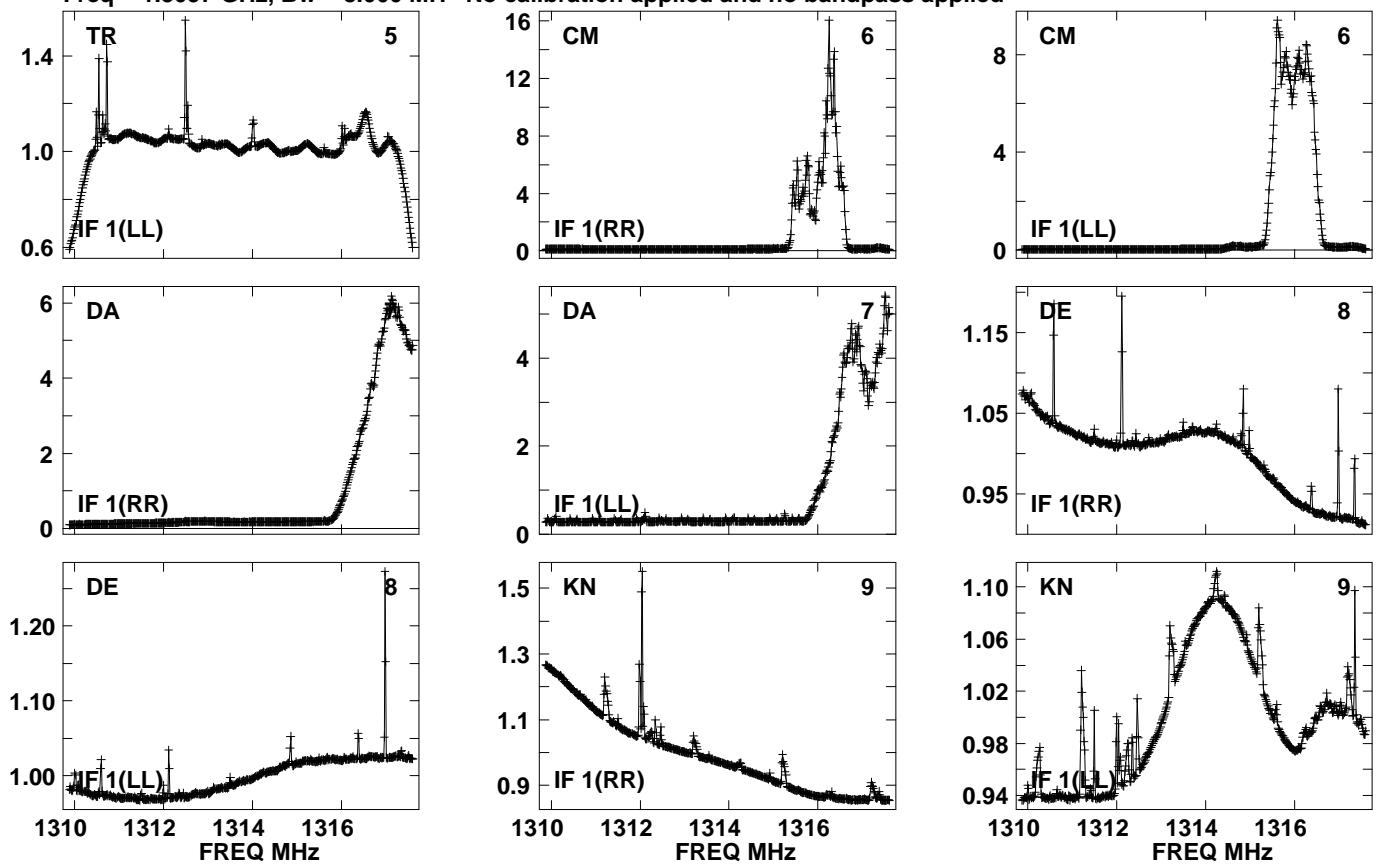 Freq GHz, No calibration applied and no bandpass applied
TR 5
1.4
1.0
0.6
IF 1(LL)
CM 6
16
12
8
4
0
IF 1(RR)
CM 6
8
4
0
IF 1(LL)
DA
6
4
2
0
IF 1(RR)
DA 7
4
2
0
IF 1(LL)
DE 8
1.15
1.05
0.95
IF 1(RR)
DE 8
1.20
1.10
1.00
IF 1(LL)
1310 1312 1314 1316
FREQ MHz
KN 9
1.5
1.3
1.1
0.9
IF 1(RR)
1310 1312 1314 1316
FREQ MHz
KN 9
1.10
1.06
1.02
0.98
0.94
IF 1(LL)
1310 1312 1314 1316
FREQ MHz